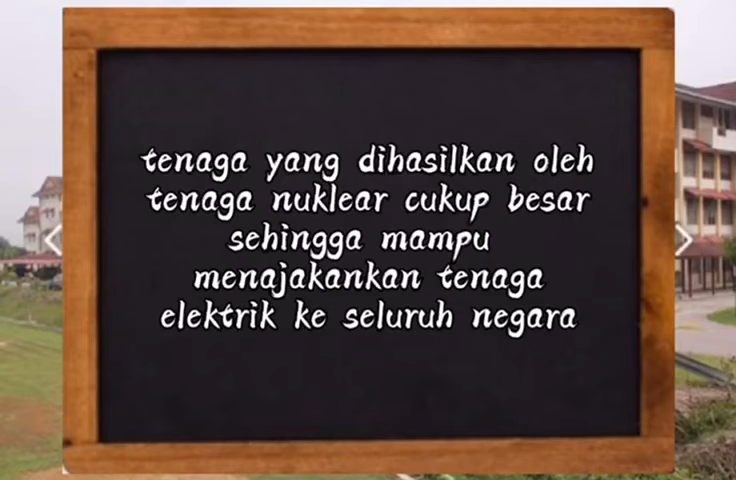 tenaga yang dihasilkan oleh
tenaga nuklear cukup besar
sehingga mampu
menajakankan tenaga
elektrik ke seluruh negara